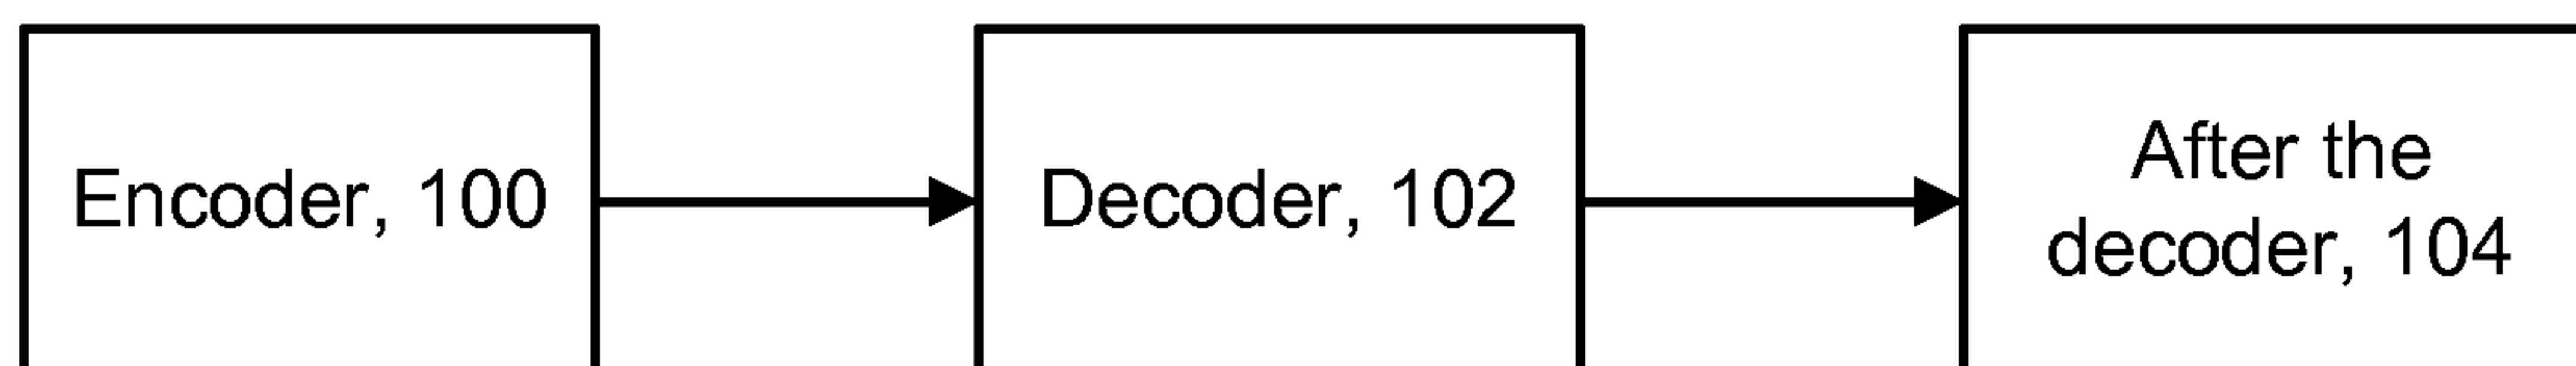 Encoder, 100
Decoder, 102
After the
decoder, 104